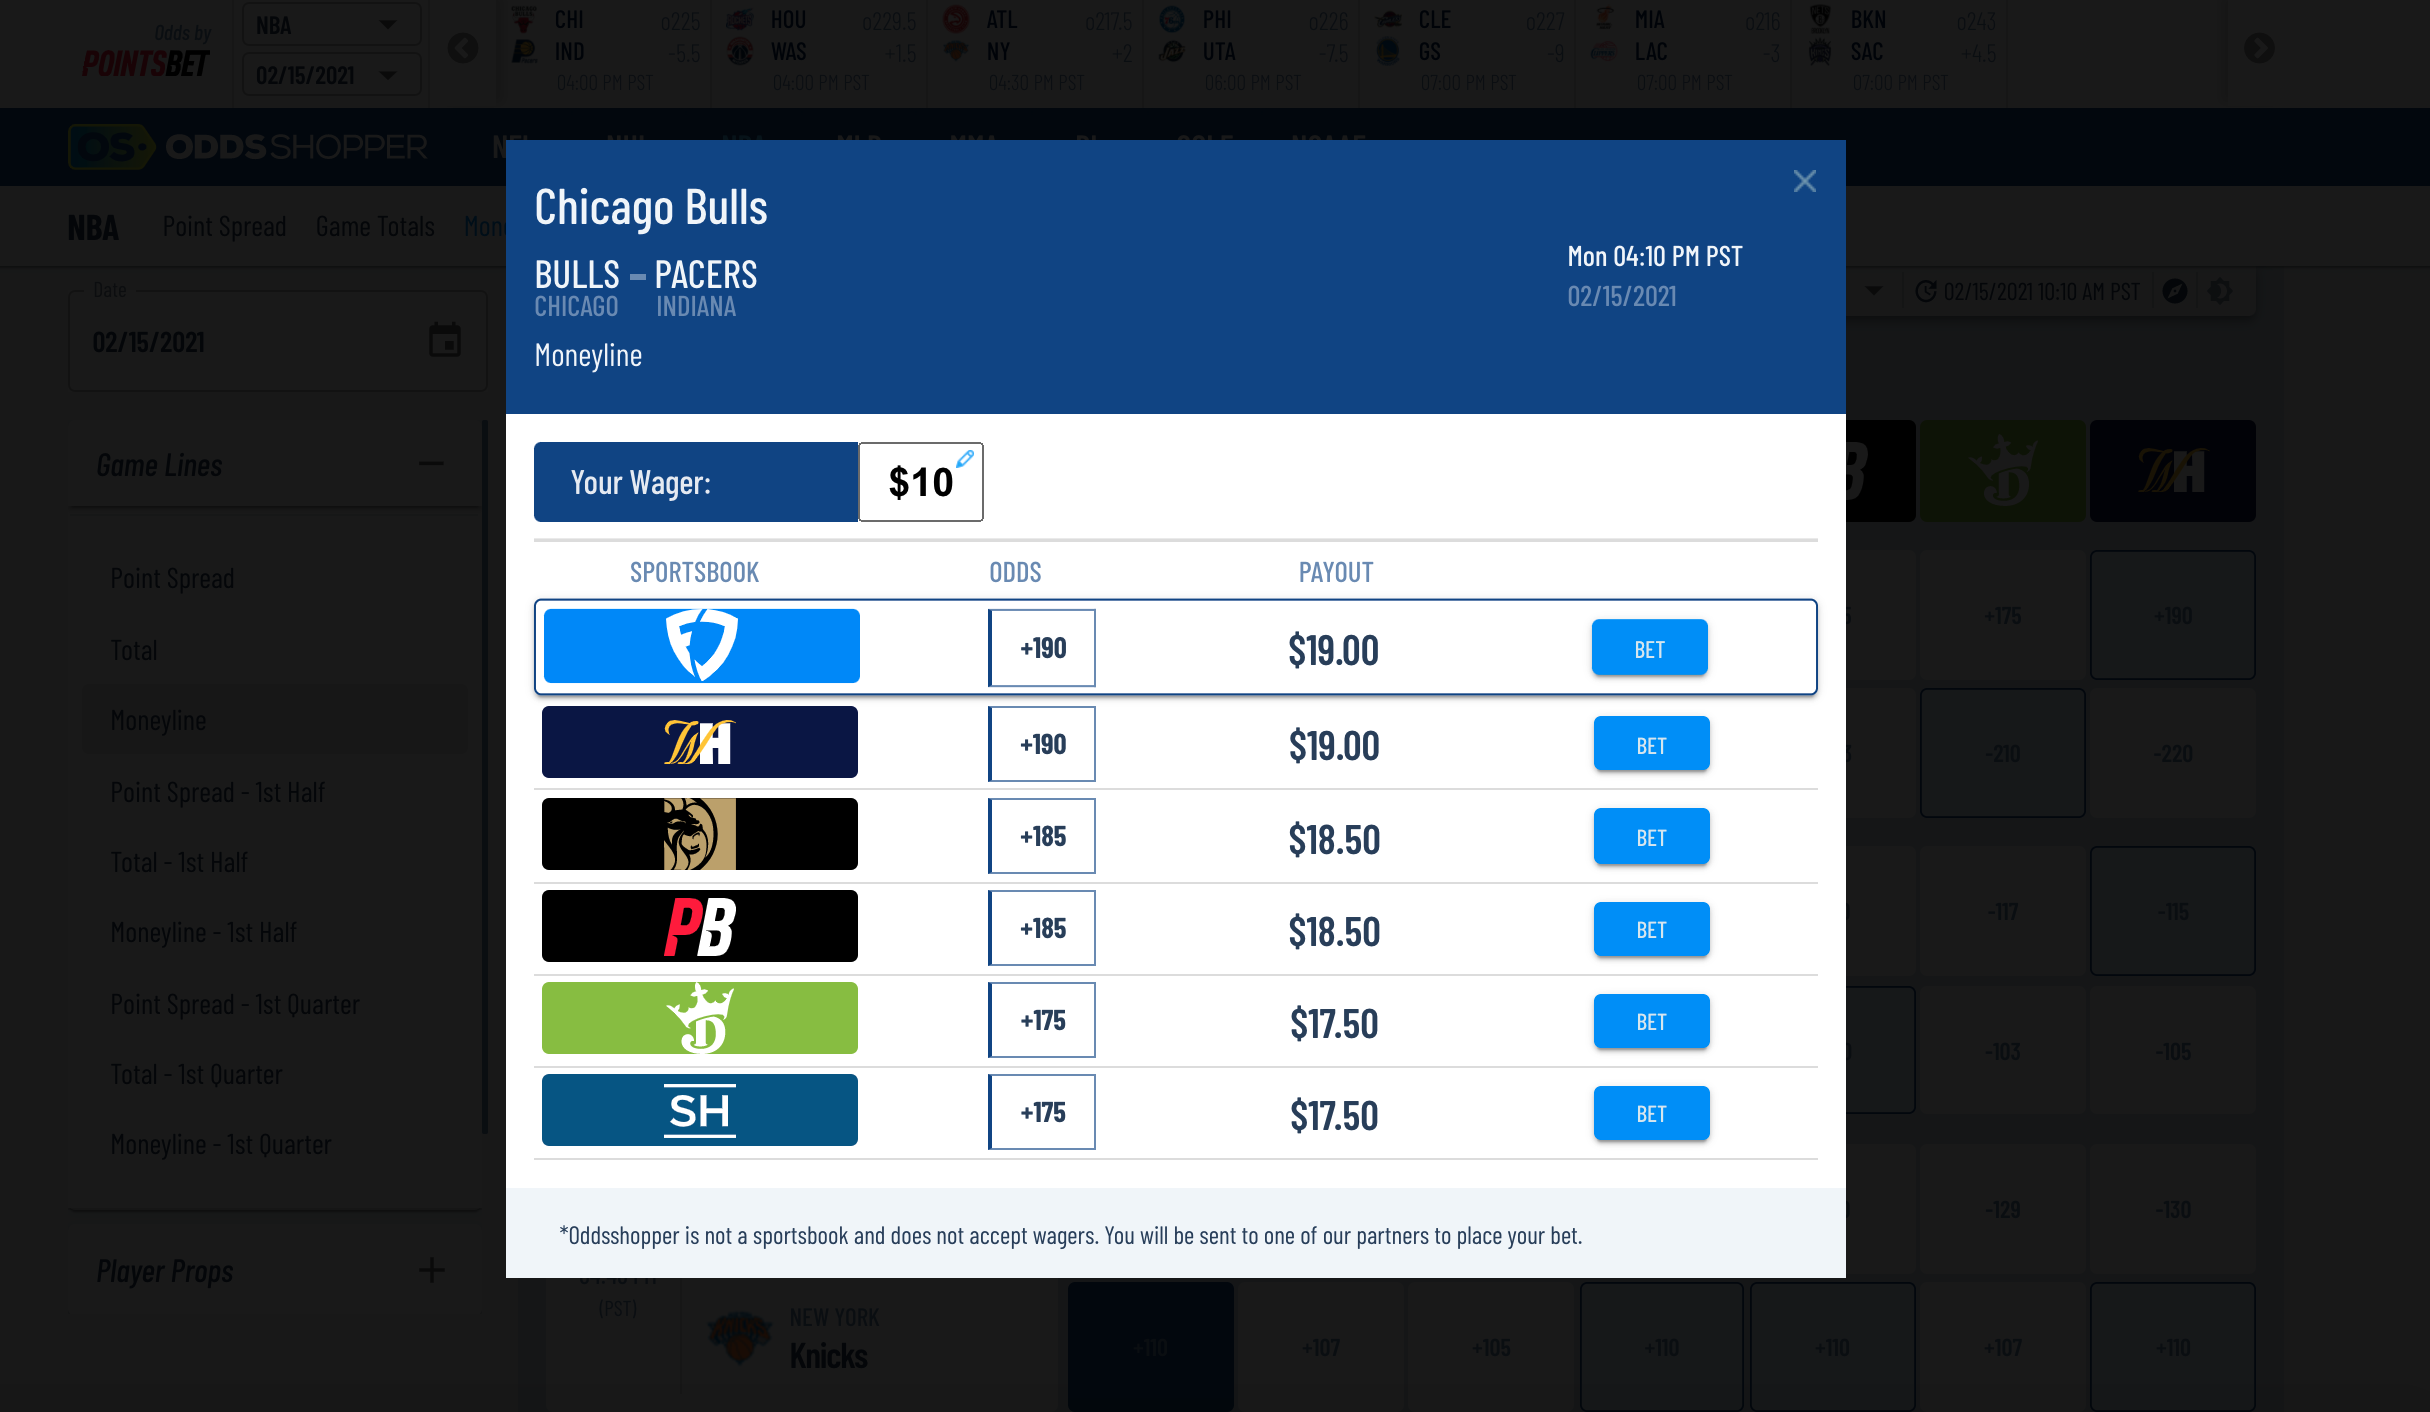 Odds by
POINTSBET
NBA
02/15/2021
CHI o225
IND -5.5
04:00 PM PST
HOU o229.5
WAS +1.5
04:00 PM PST
ATL o217.5
NY +2
04:30 PM PST
PHI o226
UTA -7.5
06:00 PM PST
CLE o227
GS -9
07:00 PM PST
MIA o216
LAC -3
07:00 PM PST
BKN o243
SAC +4.5
07:00 PM PST
OS ODDSSHOPPER
NBA Point Spread Game Totals
Date
02/15/2021
02/15/2021 10:10 AM PST
Game Lines
Point Spread
Total
Moneyline
Point Spread - 1st Half
Total - 1st Half
Moneyline - 1st Half
Point Spread - 1st Quarter
Total - 1st Quarter
Moneyline - 1st Quarter
Player Props
Chicago Bulls
BULLS - PACERS
CHICAGO INDIANA
Moneyline
Mon 04:10 PM PST
02/15/2021
Your Wager: $10
SPORTSBOOK ODDS PAYOUT
+190 $19.00 BET
WH +190 $19.00 BET
+185 $18.50 BET
PB +185 $18.50 BET
D +175 $17.50 BET
SH +175 $17.50 BET
*Oddsshopper is not a sportsbook and does not accept wagers. You will be sent to one of our partners to place your bet.
B D WH
+175 +190
-210 -220
-117 -115
-103 -105
-129 -130
(PST)
NEW YORK
Knicks
+110 +107 +105 +110 +110 +107 +110